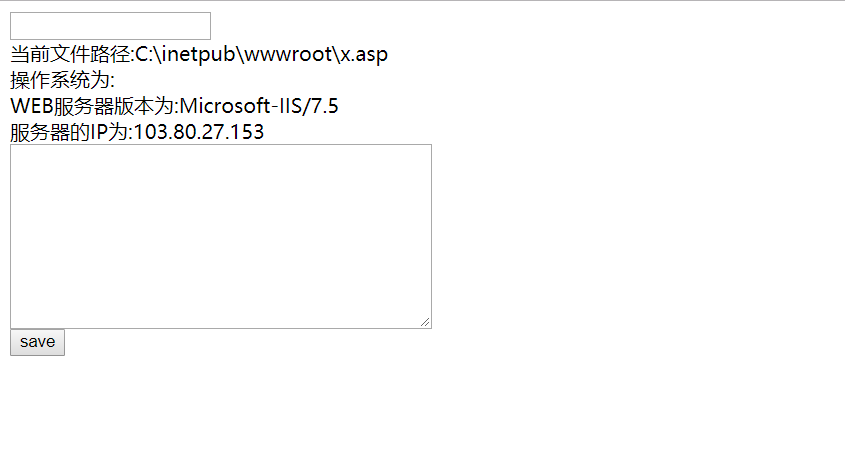 当前文件路径:C:\inetpub\wwwroot\x.asp
操作系统为:
WEB服务器版本为:Microsoft-IIS/7.5
服务器的IP为:103.80.27.153
save